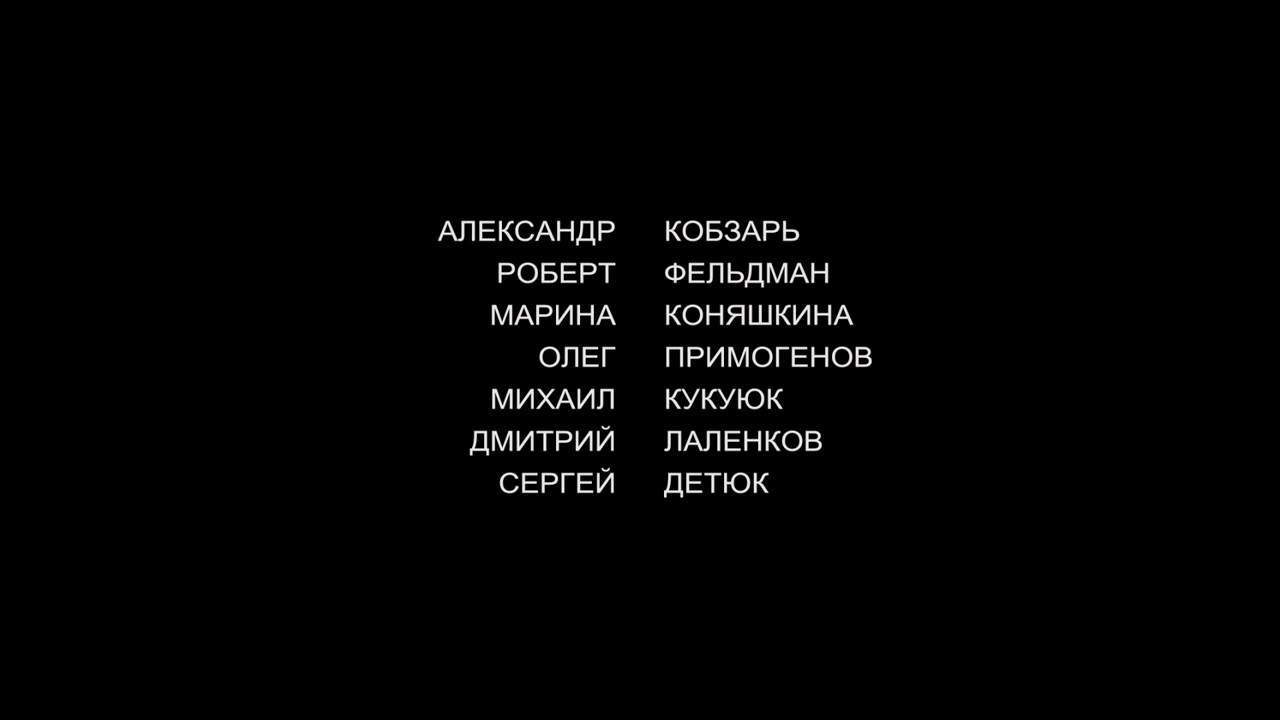 АЛЕКСАНДР КОБЗАРЬ
РОБЕРТ ФЕЛЬДМАН
МАРИНА КОНЯШКИНА
ОЛЕГ ПРИМОГЕНОВ
МИХАИЛ КУКУЮК
ДМИТРИЙ ЛАЛЕНКОВ
СЕРГЕЙ ДЕТЮК